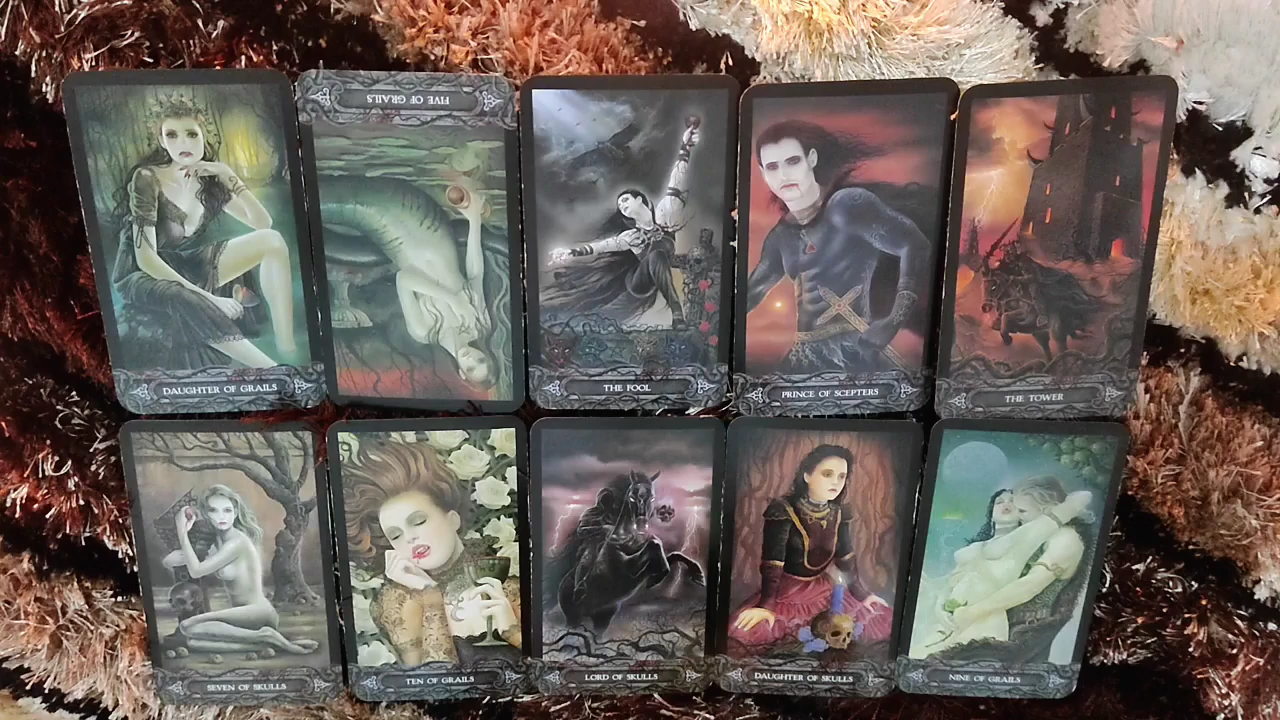 DAUGHTER OF GRAILS
FIVE OF GRAILS
THE FOOL
PRINCE OF SCEPTERS
THE TOWER
SEVEN OF SKULLS
TEN OF GRAILS
LORD OF SKULLS
DAUGHTER OF SKULLS
NINE OF GRAILS